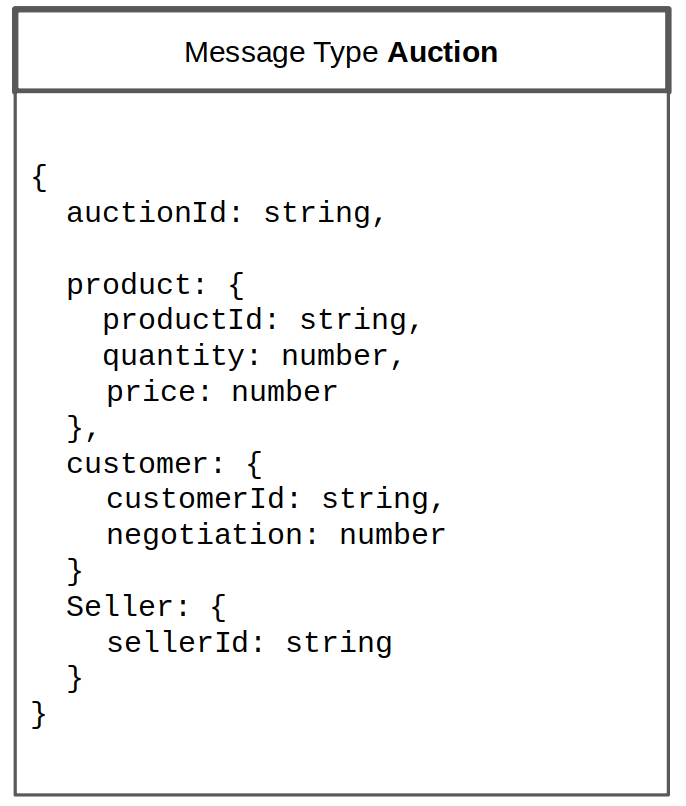 Message Type Auction
{
auctionId: string,
product: {
productId: string,
quantity: number,
price: number
},
customer: {
customerId: string,
negotiation: number
}
Seller: {
sellerId: string
}
}